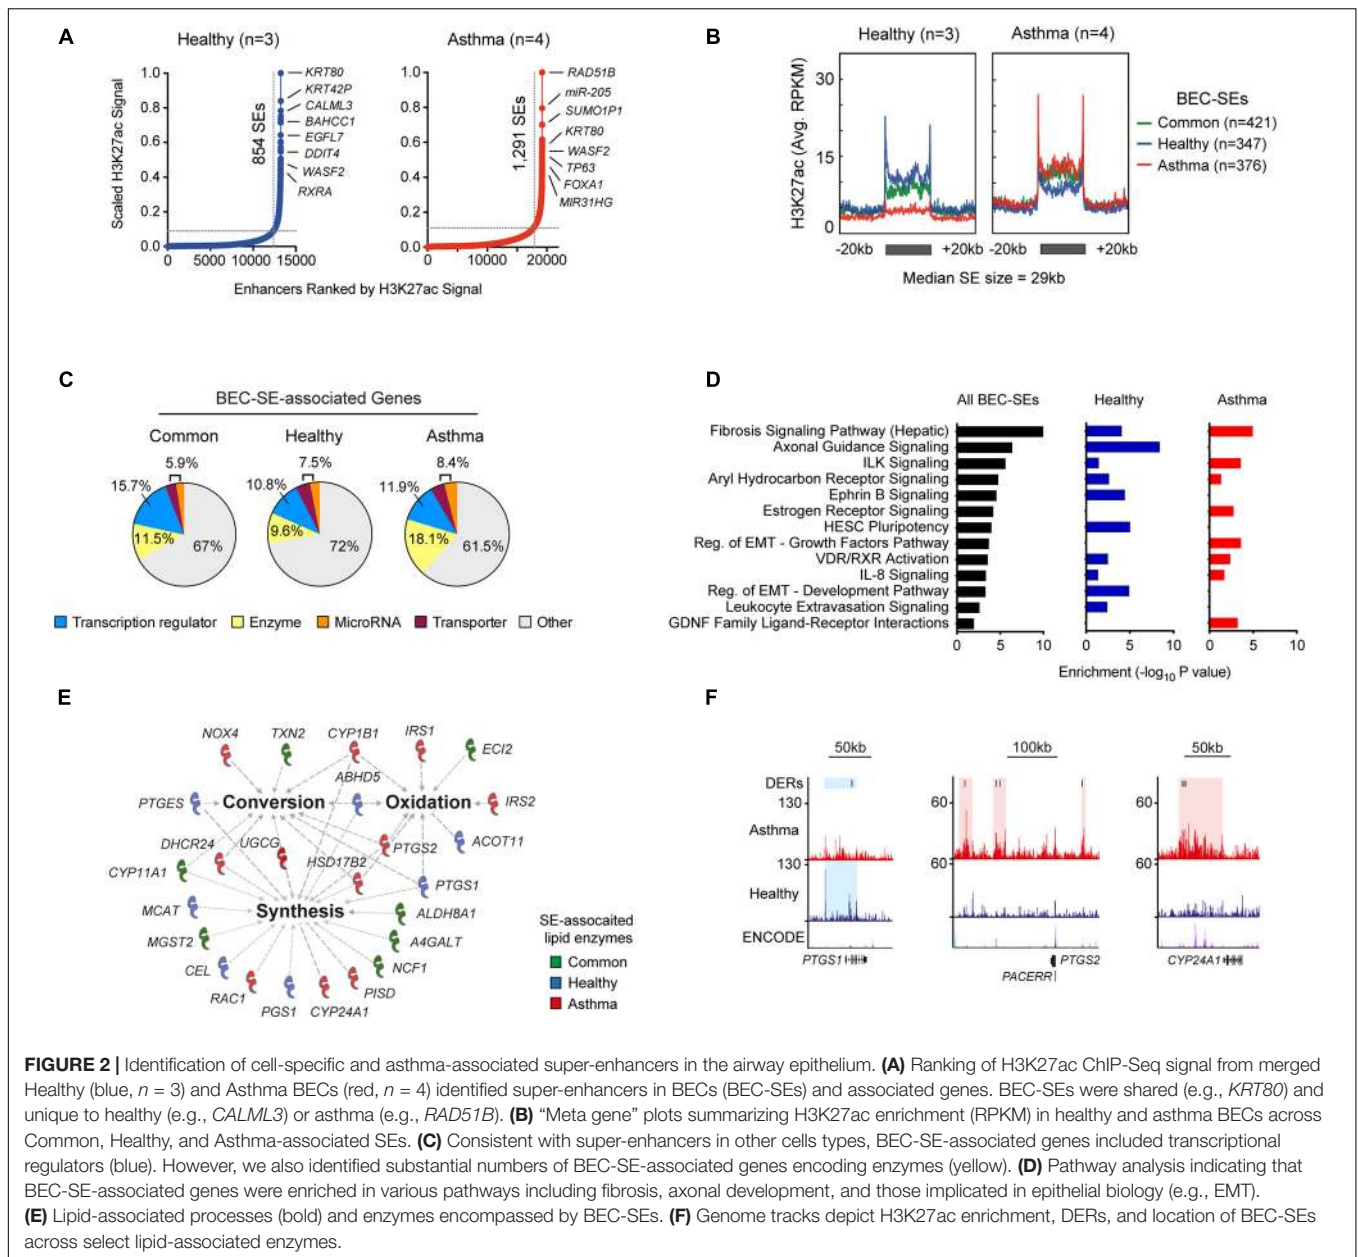 A
Healthy (n=3)
Asthma (n=4)
Scaled H3K27ac Signal
1.0
0.8
0.6
0.4
0.2
0.0
854 SEs
KRT80
KRT42P
CALML3
BAHCC1
EGFL7
DDIT4
WASF2
RXRA
0 5000 10000 15000
1.0
0.8
0.6
0.4
0.2
0.0
1,291 SEs
RAD51B
miR-205
SUMO1P1
KRT80
WASF2
TP63
FOXA1
MIR31HG
0 10000 20000
Enhancers Ranked by H3K27ac Signal
B
Healthy (n=3)
Asthma (n=4)
H3K27ac (Avg. RPKM)
30
15
0
-20kb +20kb
-20kb +20kb
Median SE size = 29kb
BEC-SEs
Common (n=421)
Healthy (n=347)
Asthma (n=376)
C
BEC-SE-associated Genes
Common
Healthy
Asthma
5.9%
15.7%
11.5%
67%
7.5%
10.8%
9.6%
72%
8.4%
11.9%
18.1%
61.5%
Transcription regulator
Enzyme
MicroRNA
Transporter
Other
D
All BEC-SEs
Healthy
Asthma
Fibrosis Signaling Pathway (Hepatic)
Axonal Guidance Signaling
ILK Signaling
Aryl Hydrocarbon Receptor Signaling
Ephrin B Signaling
Estrogen Receptor Signaling
HESC Pluripotency
Reg. of EMT - Growth Factors Pathway
VDR/RXR Activation
IL-8 Signaling
Reg. of EMT - Development Pathway
Leukocyte Extravasation Signaling
GDNF Family Ligand-Receptor Interactions
0 5 10
0 5 10
0 5 10
Enrichment (-log10 P value)
E
NOX4
TXN2
CYP1B1
IRS1
ECI2
ABHD5
PTGES
Conversion
Oxidation
IRS2
DHCR24
UGCG
HSD17B2
PTGS2
ACOT11
CYP11A1
PTGS1
MCAT
Synthesis
ALDH8A1
MGST2
A4GALT
CEL
NCF1
RAC1
PISD
PGS1
CYP24A1
SE-assocaited
lipid enzymes
Common
Healthy
Asthma
F
50kb
100kb
50kb
DERs
130
60
60
Asthma
130
60
60
Healthy
ENCODE
PTGS1
PTGS2
PACERR
CYP24A1
FIGURE 2 | Identification of cell-specific and asthma-associated super-enhancers in the airway epithelium. (A) Ranking of H3K27ac ChIP-Seq signal from merged
Healthy (blue, n = 3) and Asthma BECs (red, n = 4) identified super-enhancers in BECs (BEC-SEs) and associated genes. BEC-SEs were shared (e.g., KRT80) and
unique to healthy (e.g., CALML3) or asthma (e.g., RAD51B). (B) “Meta gene” plots summarizing H3K27ac enrichment (RPKM) in healthy and asthma BECs across
Common, Healthy, and Asthma-associated SEs. (C) Consistent with super-enhancers in other cells types, BEC-SE-associated genes included transcriptional
regulators (blue). However, we also identified substantial numbers of BEC-SE-associated genes encoding enzymes (yellow). (D) Pathway analysis indicating that
BEC-SE-associated genes were enriched in various pathways including fibrosis, axonal development, and those implicated in epithelial biology (e.g., EMT).
(E) Lipid-associated processes (bold) and enzymes encompassed by BEC-SEs. (F) Genome tracks depict H3K27ac enrichment, DERs, and location of BEC-SEs
across select lipid-associated enzymes.